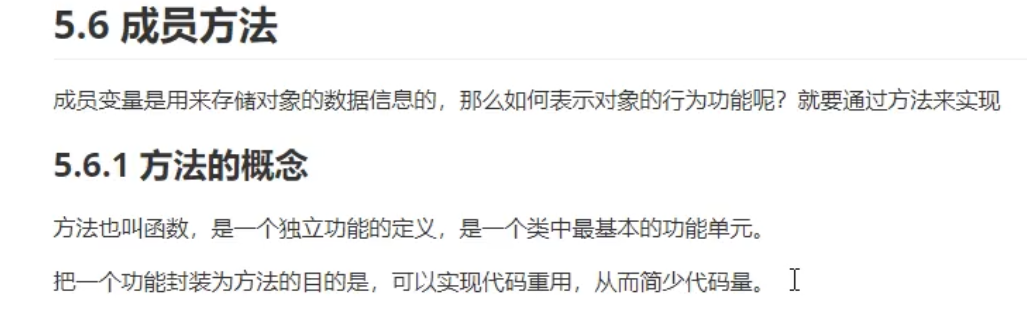 5.6 成员方法
成员变量是用来存储对象的数据信息的，那么如何表示对象的行为功能呢？就要通过方法来实现
5.6.1 方法的概念
方法也叫函数，是一个独立功能的定义，是一个类中最基本的功能单元。
把一个功能封装为方法的目的是，可以实现代码重用，从而简少代码量。